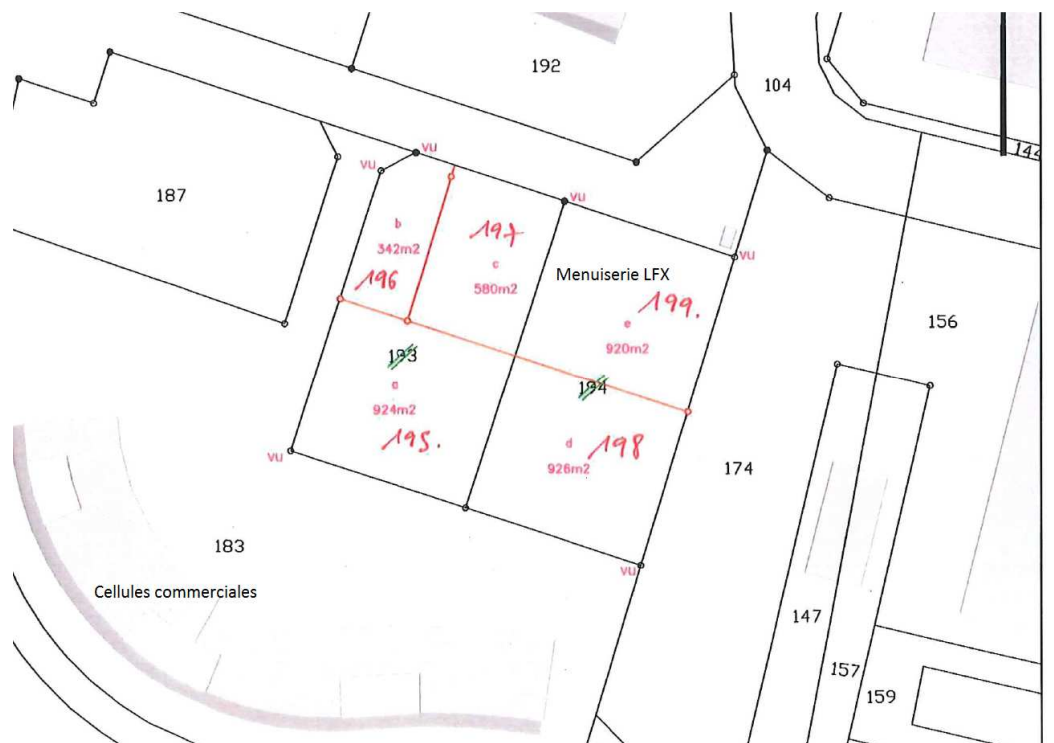 192
104
144
vu
vu
vu
187
b
342m2
197
c
580m2
196
Menuiserie LFX
vu
199.
e
920m2
156
193
a
924m2
195.
194
d
926m2
198
vu
174
183
vu
Cellules commerciales
147
157
159